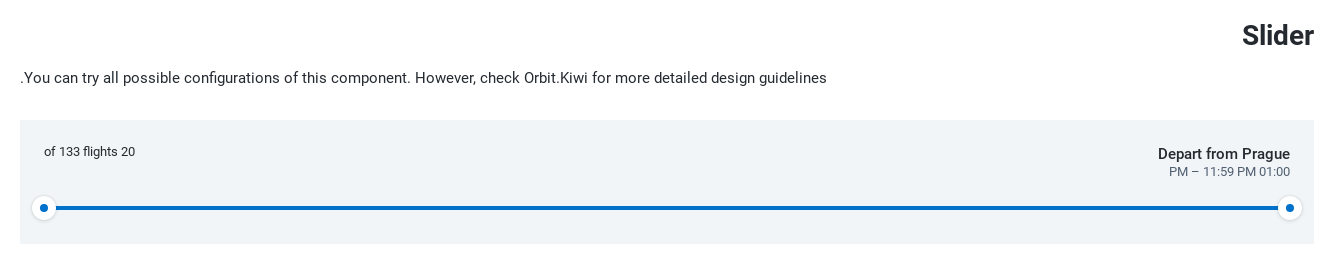 Slider
.You can try all possible configurations of this component. However, check Orbit.Kiwi for more detailed design guidelines
Depart from Prague
PM – 11:59 PM 01:00
of 133 flights 20